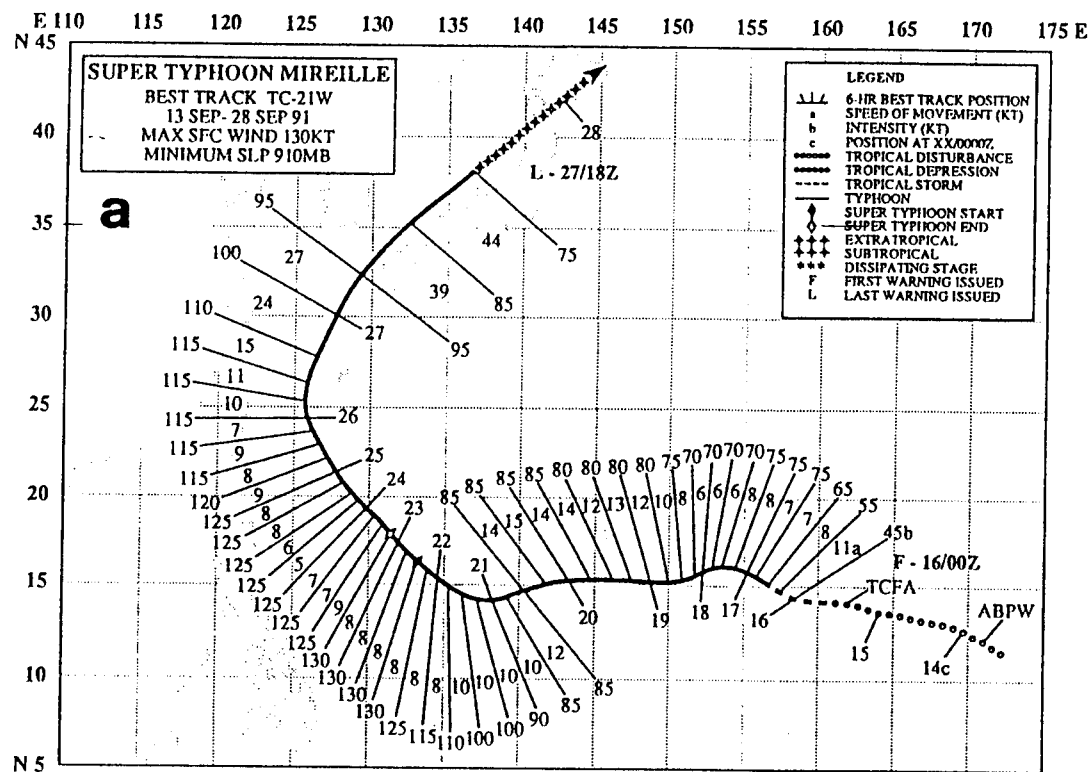 E 110 115 120 125 130 135 140 145 150 155 160 165 170 175 E
N 45
40
35
30
25
20
15
10
N 5
SUPER TYPHOON MIREILLE
BEST TRACK TC-21W
13 SEP- 28 SEP 91
MAX SFC WIND 130KT
MINIMUM SLP 910MB
a
LEGEND
6-HR BEST TRACK POSITION
a SPEED OF MOVEMENT (KT)
b INTENSITY (KT)
c POSITION AT XX/0000Z
TROPICAL DISTURBANCE
TROPICAL DEPRESSION
TROPICAL STORM
TYPHOON
SUPER TYPHOON START
SUPER TYPHOON END
EXTRATROPICAL
SUBTROPICAL
DISSIPATING STAGE
F FIRST WARNING ISSUED
L LAST WARNING ISSUED
28
L - 27/18Z
95
44
75
27
100
39
85
24
27
110
95
15
115
11
115
10
26
115
7
115
9
25
115
8
24
120
9
125
8
23
125
8
22
125
6
21
125
5
20
125
7
19
125
9
18
125
8
17
130
8
16
130
8
15
130
8
14c
130
8
125
8
115
10
110
10
100
10
100
10
90
12
85
85
85 85 85 85 80 80 80 80 75 70 70 70 70 75 75 75 65 55 45b
14 15 14 14 12 13 12 10 8 6 6 6 8 8 7 7 8 11a
F - 16/00Z
TCFA
ABPW